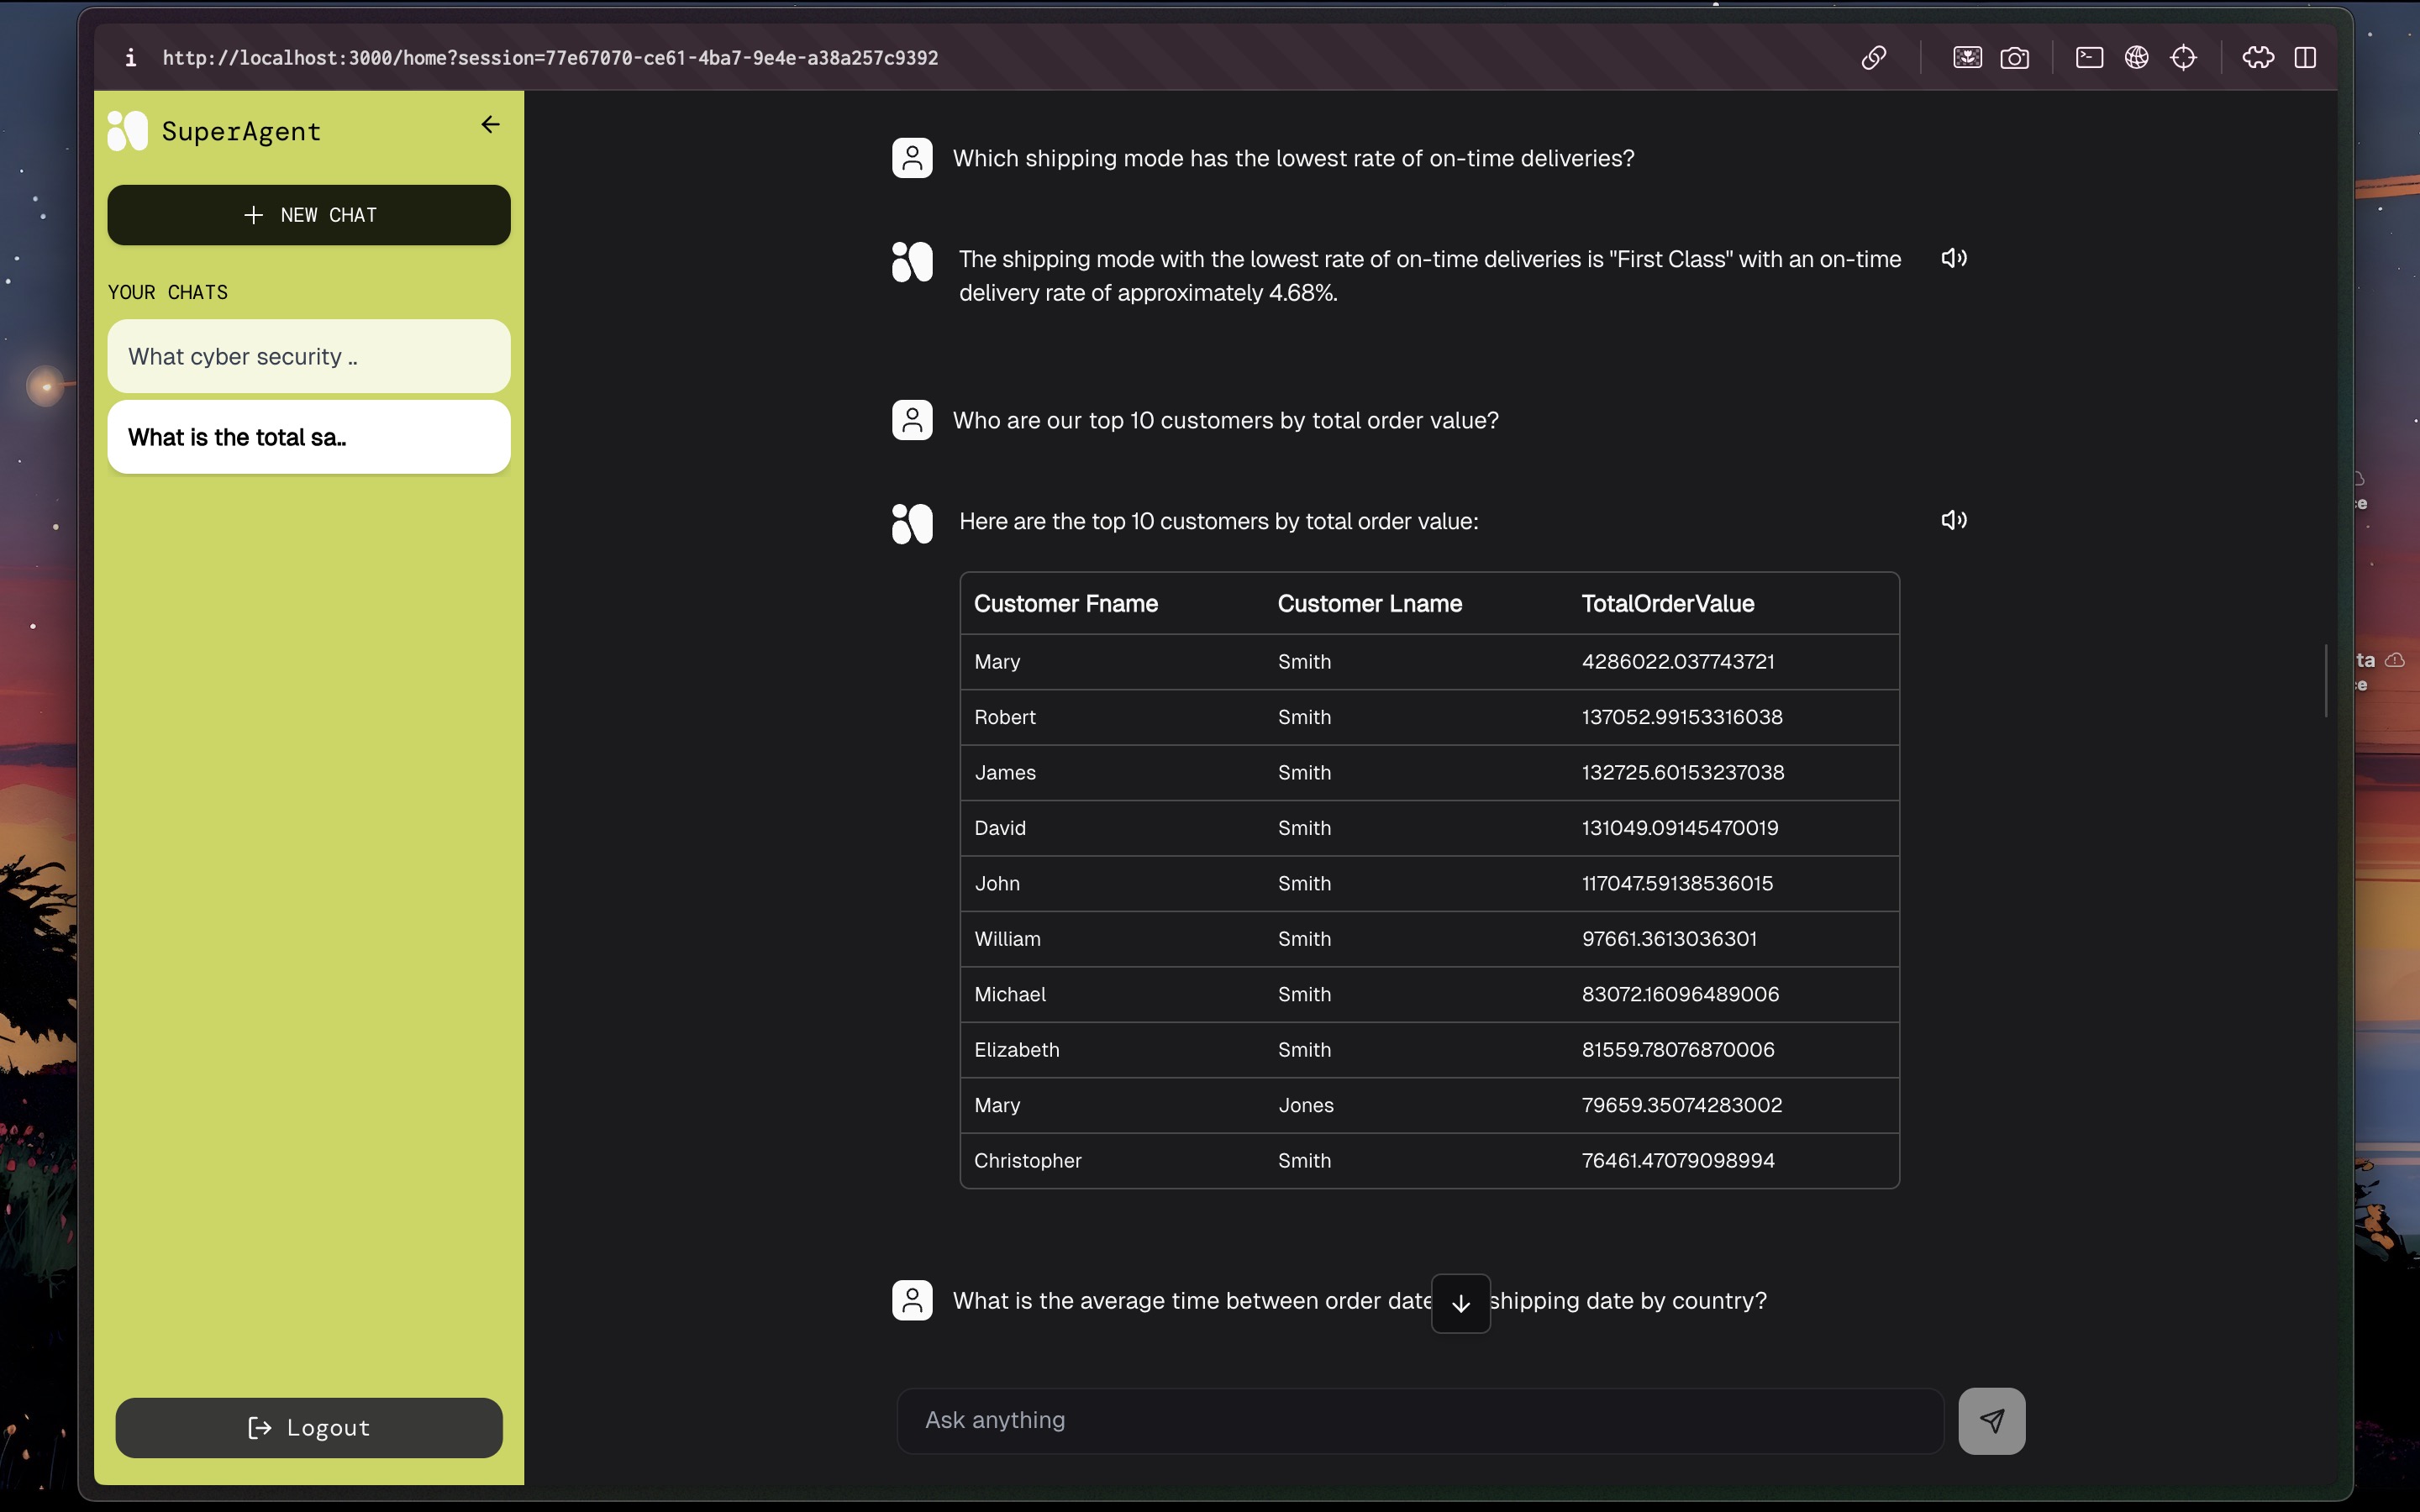 i http://localhost:3000/home?session=77e67070-ce61-4ba7-9e4e-a38a257c9392
SuperAgent
NEW CHAT
YOUR CHATS
What cyber security ..
What is the total sa..
Logout
Which shipping mode has the lowest rate of on-time deliveries?
The shipping mode with the lowest rate of on-time deliveries is "First Class" with an on-time
delivery rate of approximately 4.68%.
Who are our top 10 customers by total order value?
Here are the top 10 customers by total order value:
Customer Fname Customer Lname TotalOrderValue
Mary Smith 4286022.037743721
Robert Smith 137052.99153316038
James Smith 132725.60153237038
David Smith 131049.09145470019
John Smith 117047.59138536015
William Smith 97661.3613036301
Michael Smith 83072.16096489006
Elizabeth Smith 81559.78076870006
Mary Jones 79659.35074283002
Christopher Smith 76461.47079098994
What is the average time between order date shipping date by country?
Ask anything
ce
ta
ce